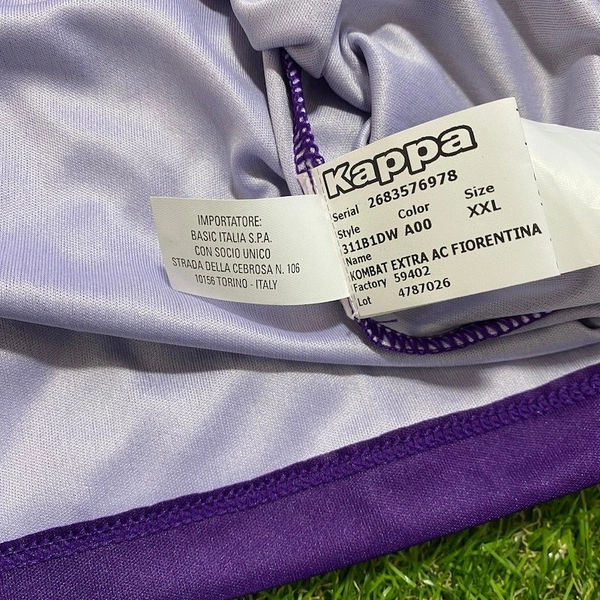 IMPORTATORE:
BASIC ITALIA S.P.A.
CON SOCIO UNICO
STRADA DELLA CEBROSA N. 106
10156 TORINO - ITALY
Kappa
Serial 2683576978
Style Color Size
311B1DW A00 XXL
Name
KOMBAT EXTRA AC FIORENTINA
Factory 59402
Lot 4787026